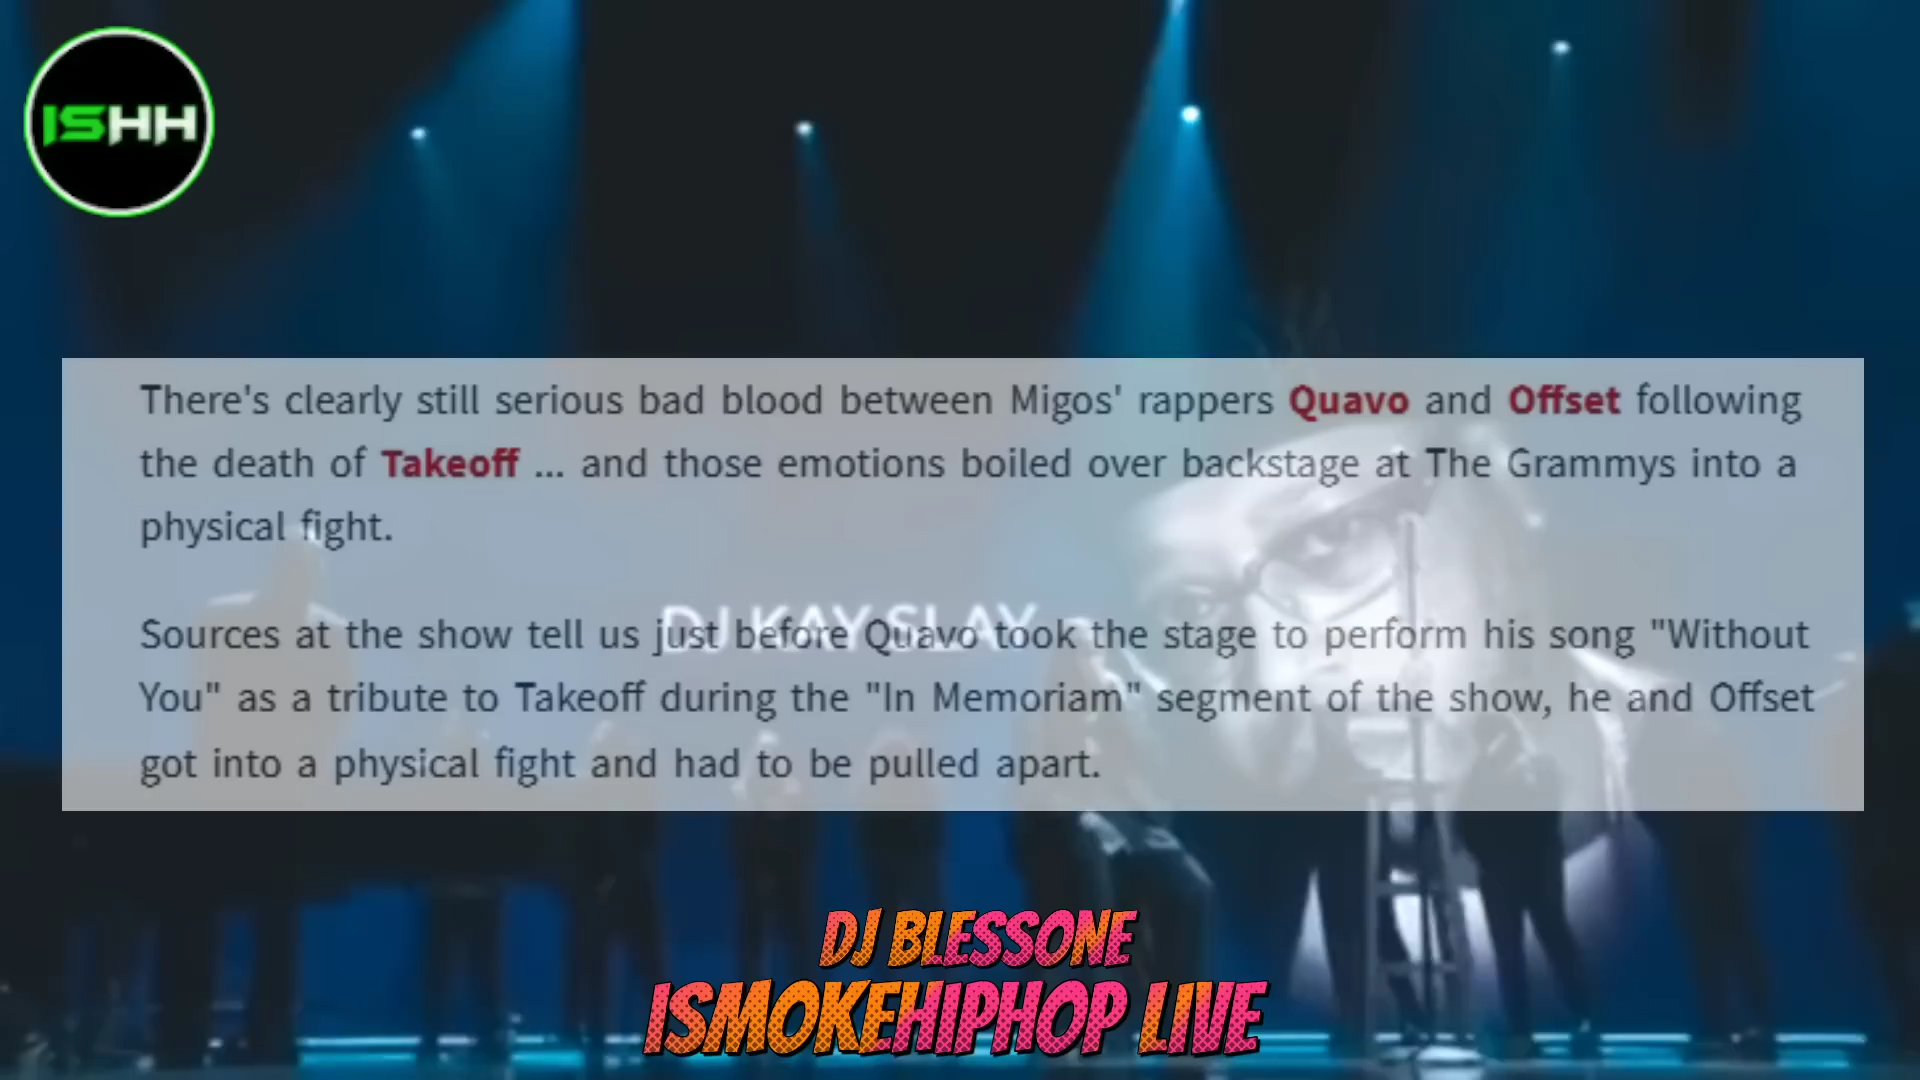 ISHH
There's clearly still serious bad blood between Migos' rappers Quavo and Offset following
the death of Takeoff ... and those emotions boiled over backstage at The Grammys into a
physical fight.
DJ KAY SLAY
Sources at the show tell us just before Quavo took the stage to perform his song "Without
You" as a tribute to Takeoff during the "In Memoriam" segment of the show, he and Offset
got into a physical fight and had to be pulled apart.
DJ BLESSONE
ISMOKEHIPHOP LIVE